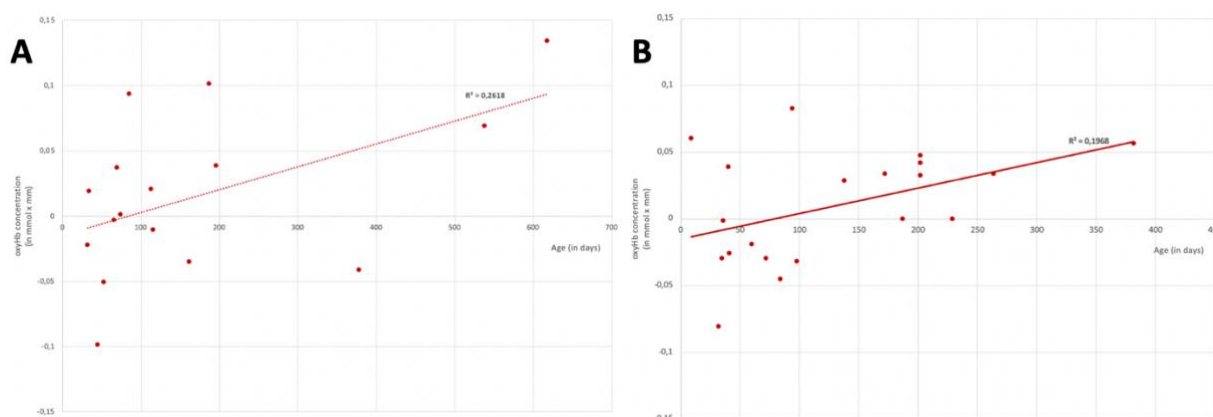 A
0,15
0,1
0,05
0
-0,05
-0,1
-0,15
oxyHb concentration
(in mmol x mm)
0 100 200 300 400 500 600 700
Age (in days)
R² = 0,2618
B
0,15
0,1
0,05
0
-0,05
-0,1
oxyHb concentration
(in mmol x mm)
0 50 100 150 200 250 300 350 400
Age (in days)
R² = 0,1968